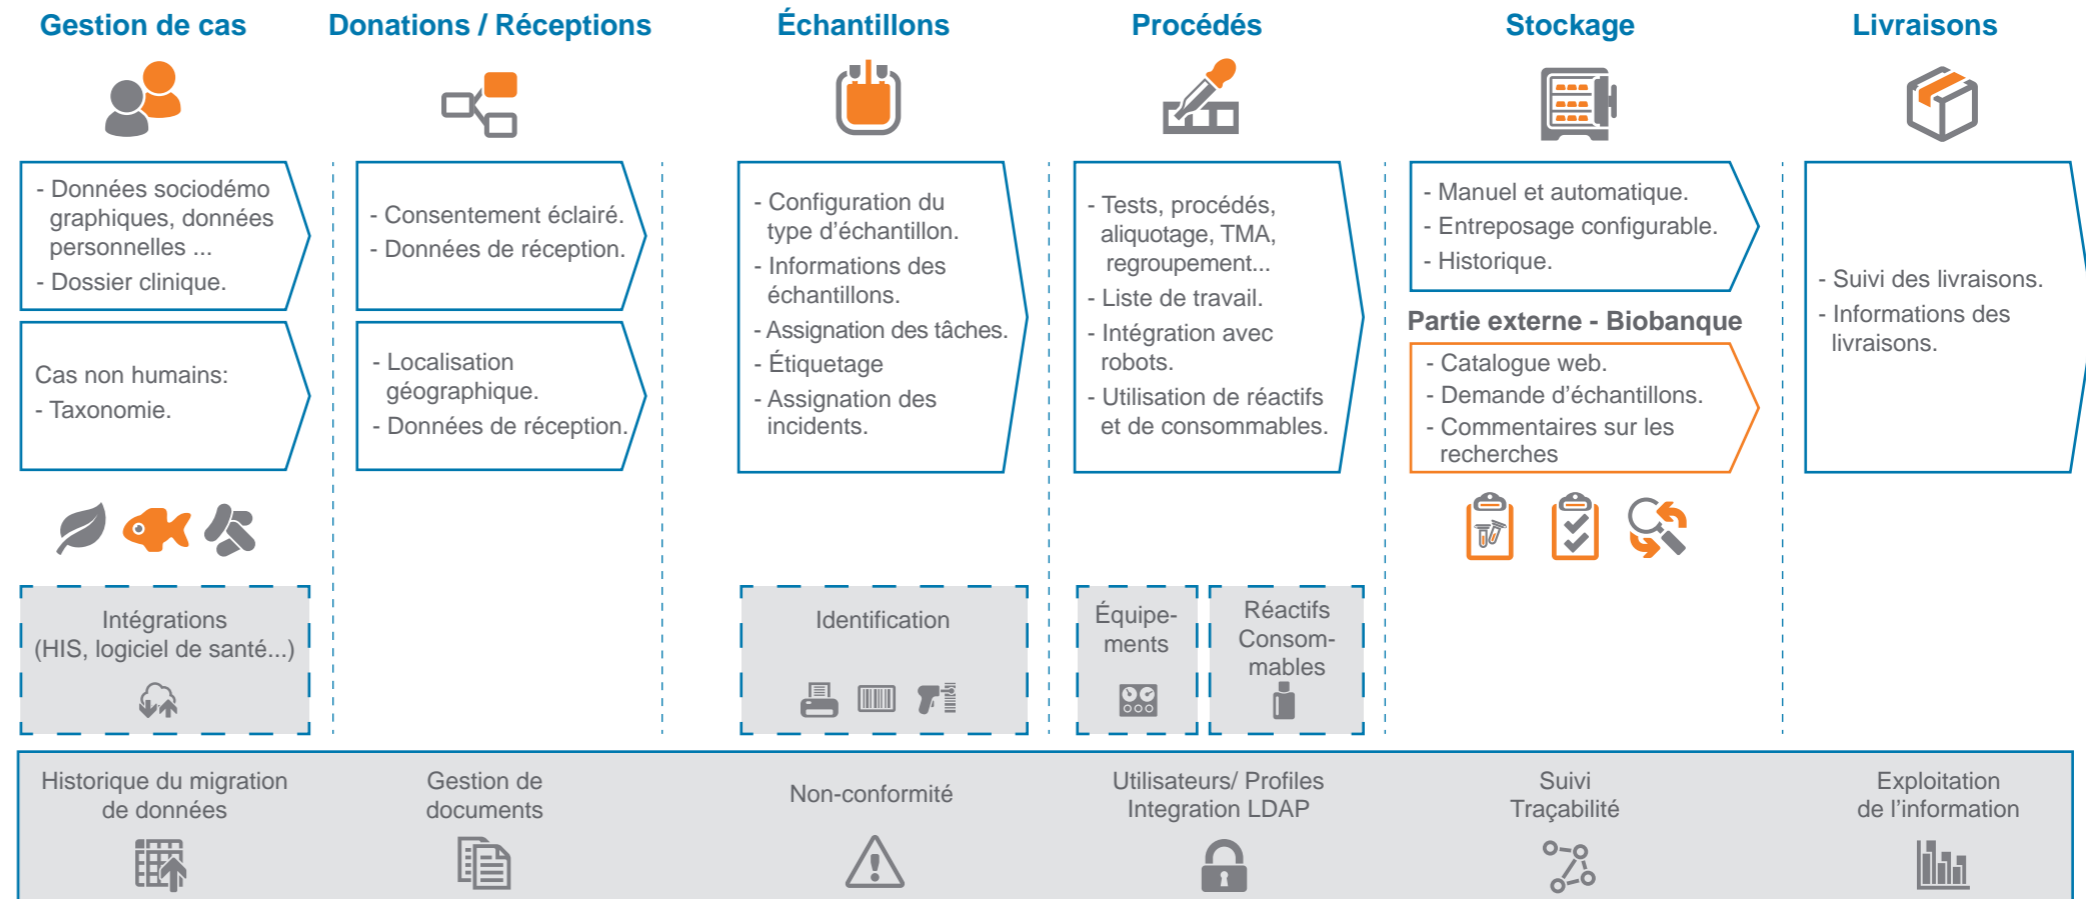 Gestion de cas
Donations / Réceptions
Échantillons
Procédés
Stockage
Livraisons
- Données sociodémo
graphiques, données
personnelles ...
- Dossier clinique.
Cas non humains:
- Taxonomie.
- Consentement éclairé.
- Données de réception.
- Localisation
géographique.
- Données de réception.
- Configuration du
type d'échantillon.
- Informations des
échantillons.
- Assignation des tâches.
- Étiquetage
- Assignation des
incidents.
- Tests, procédés,
aliquotage, TMA,
regroupement...
- Liste de travail.
- Intégration avec
robots.
- Utilisation de réactifs
et de consommables.
- Manuel et automatique.
- Entreposage configurable.
- Historique.
Partie externe - Biobanque
- Catalogue web.
- Demande d'échantillons.
- Commentaires sur les
recherches
- Suivi des livraisons.
- Informations des
livraisons.
Intégrations
(HIS, logiciel de santé...)
Identification
Équipe-
ments
Réactifs
Consom-
mables
Historique du migration
de données
Gestion de
documents
Non-conformité
Utilisateurs/ Profiles
Integration LDAP
Suivi
Traçabilité
Exploitation
de l'information